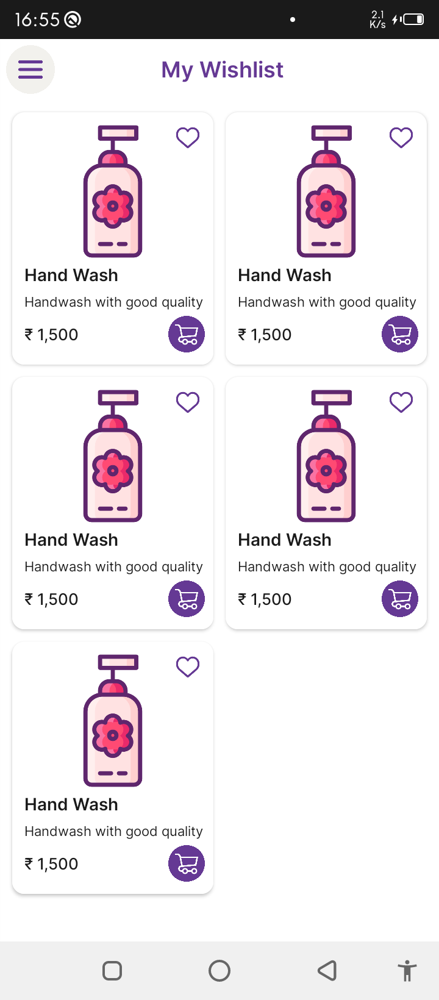 16:55
2.1
K/s
My Wishlist
Hand Wash
Handwash with good quality
₹ 1,500
Hand Wash
Handwash with good quality
₹ 1,500
Hand Wash
Handwash with good quality
₹ 1,500
Hand Wash
Handwash with good quality
₹ 1,500
Hand Wash
Handwash with good quality
₹ 1,500